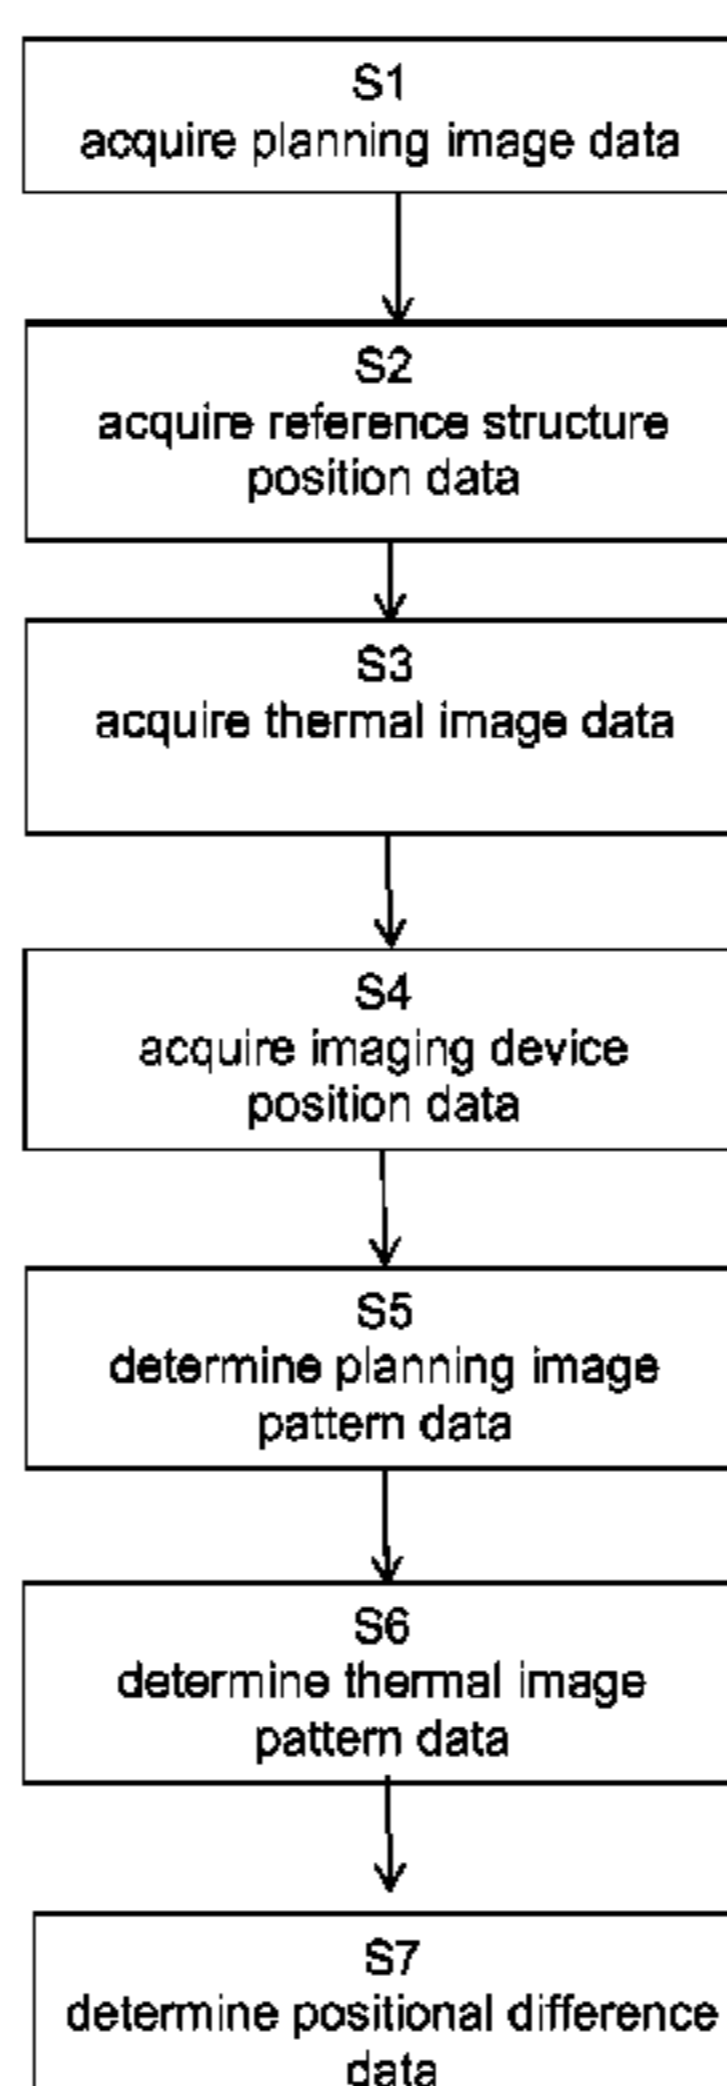 S1
acquire planning image data
S2
acquire reference structure
position data
S3
acquire thermal image data
S4
acquire imaging device
position data
S5
determine planning image
pattern data
S6
determine thermal image
pattern data
S7
determine positional difference
data